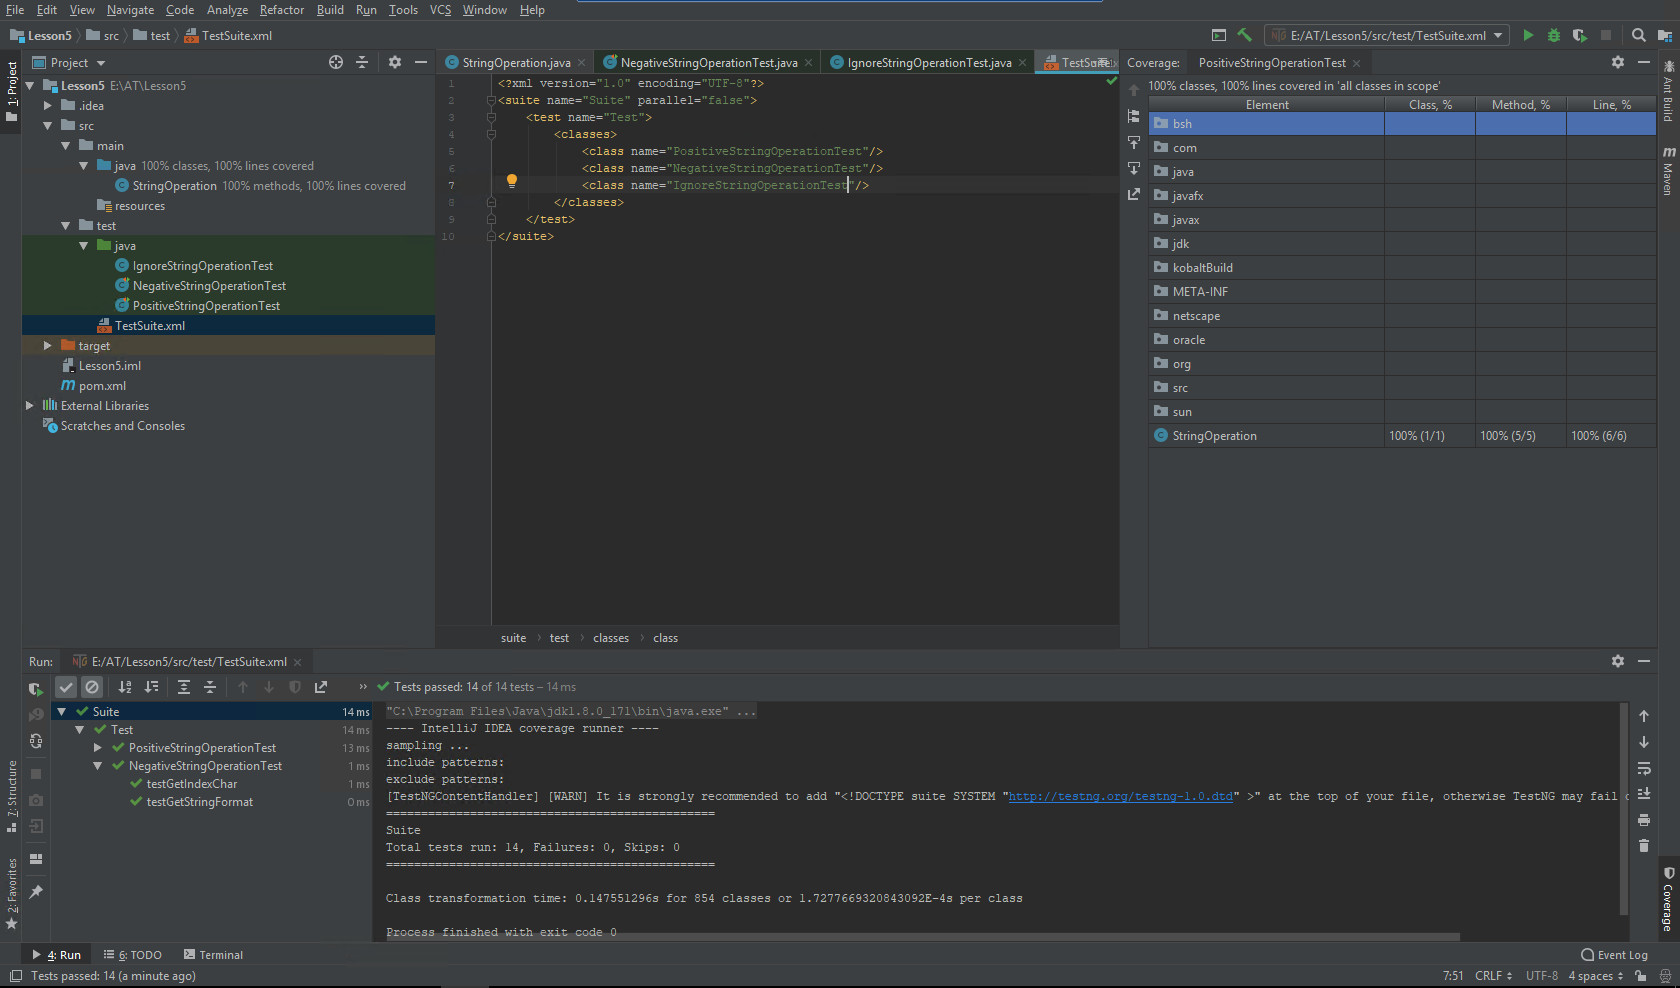 File Edit View Navigate Code Analyze Refactor Build Run Tools VCS Window Help
Lesson5 src test TestSuite.xml
E:/AT/Lesson5/src/test/TestSuite.xml
1: Project
Project
Lesson5 E:\AT\Lesson5
.idea
src
main
java 100% classes, 100% lines covered
StringOperation 100% methods, 100% lines covered
resources
test
java
IgnoreStringOperationTest
NegativeStringOperationTest
PositiveStringOperationTest
TestSuite.xml
target
Lesson5.iml
pom.xml
External Libraries
Scratches and Consoles
StringOperation.java NegativeStringOperationTest.java IgnoreStringOperationTest.java
1 <?xml version="1.0" encoding="UTF-8"?>
2 <suite name="Suite" parallel="false">
3 <test name="Test">
4 <classes>
5 <class name="PositiveStringOperationTest"/>
6 <class name="NegativeStringOperationTest"/>
7 <class name="IgnoreStringOperationTest"/>
8 </classes>
9 </test>
10 </suite>
suite test classes class
Coverage: PositiveStringOperationTest
100% classes, 100% lines covered in 'all classes in scope'
Element Class, % Method, % Line, %
bsh
com
java
javafx
javax
jdk
kobaltBuild
META-INF
netscape
oracle
org
src
sun
StringOperation 100% (1/1) 100% (5/5) 100% (6/6)
Ant Build
Maven
Run: E:/AT/Lesson5/src/test/TestSuite.xml
Tests passed: 14 of 14 tests – 14 ms
Suite 14 ms
Test 14 ms
PositiveStringOperationTest 13 ms
NegativeStringOperationTest 1 ms
testGetIndexChar 1 ms
testGetStringFormat 0 ms
"C:\Program Files\Java\jdk1.8.0_171\bin\java.exe" ...
---- IntelliJ IDEA coverage runner ----
sampling ...
include patterns:
exclude patterns:
[TestNGContentHandler] [WARN] It is strongly recommended to add "<!DOCTYPE suite SYSTEM "http://testng.org/testng-1.0.dtd" >" at the top of your file, otherwise TestNG may fail
===============================================
Suite
Total tests run: 14, Failures: 0, Skips: 0
===============================================
Class transformation time: 0.147551296s for 854 classes or 1.7277669320843092E-4s per class
Process finished with exit code 0
7: Structure
2: Favorites
Coverage
4: Run 6: TODO Terminal Event Log
Tests passed: 14 (a minute ago) 7:51 CRLF UTF-8 4 spaces